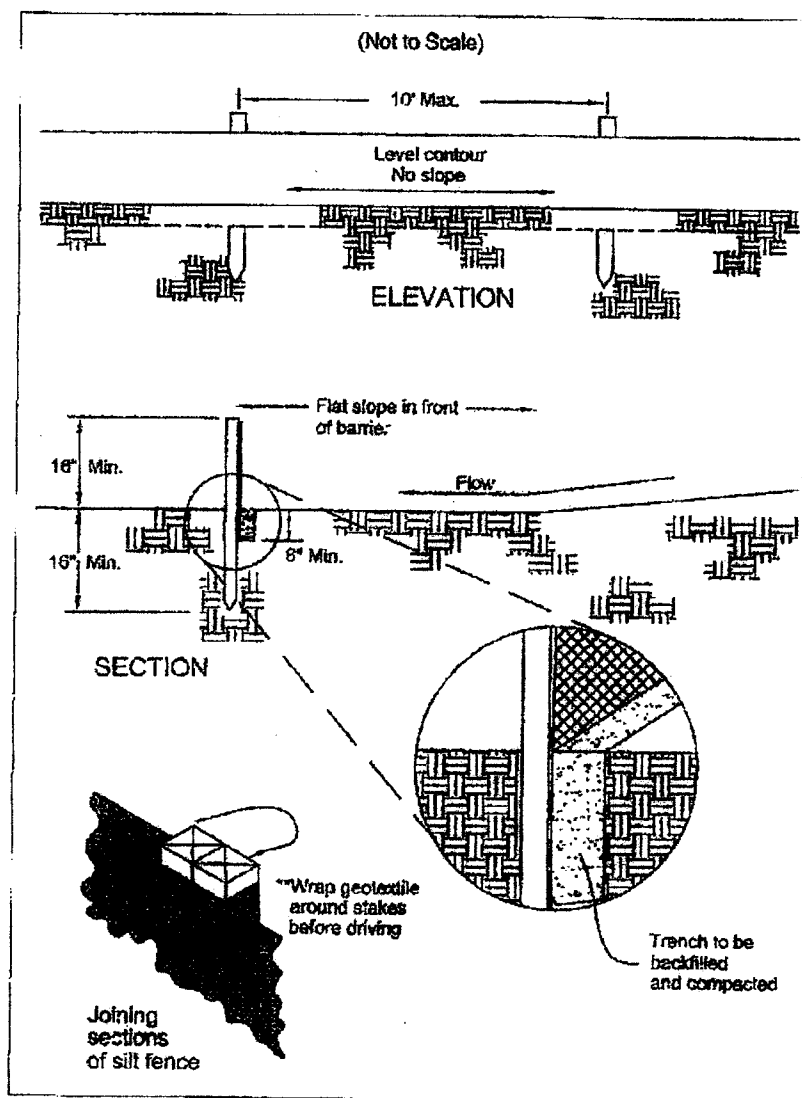 (Not to Scale)
10' Max.
Level contour
No slope
ELEVATION
Flat slope in front
of barrier
16" Min.
Flow
16" Min.
8" Min.
SECTION
**Wrap geotextile
around stakes
before driving
Trench to be
backfilled
and compacted
Joining
sections
of silt fence